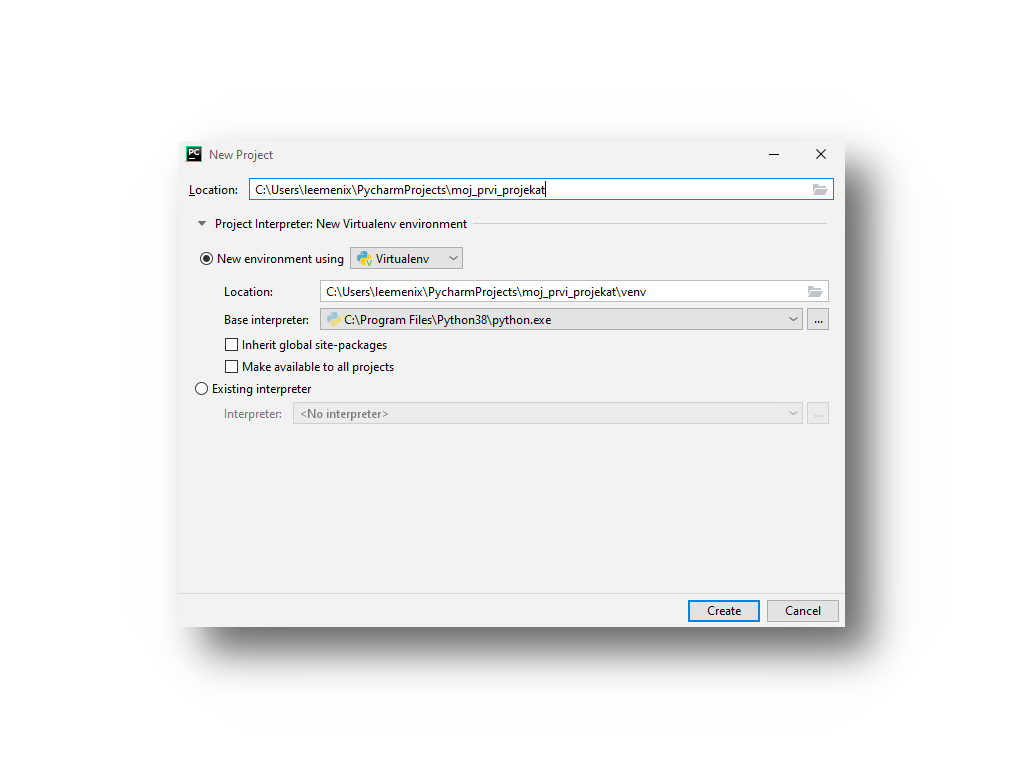 PC New Project
Location: C:\Users\leemenix\PycharmProjects\moj_prvi_projekat
Project Interpreter: New Virtualenv environment
New environment using Virtualenv
Location: C:\Users\leemenix\PycharmProjects\moj_prvi_projekat\venv
Base interpreter: C:\Program Files\Python38\python.exe ...
Inherit global site-packages
Make available to all projects
Existing interpreter
Interpreter: <No interpreter> ...
Create Cancel